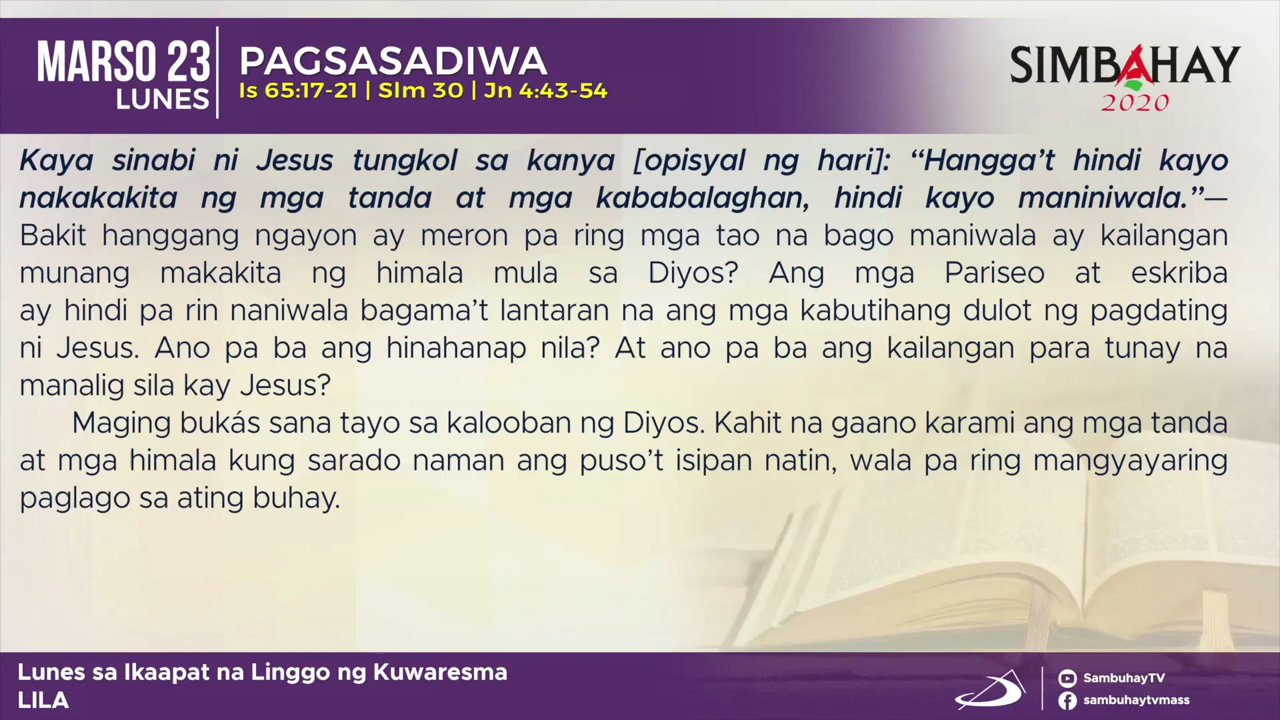 MARSO 23
LUNES
PAGSASADIWA
Is 65:17-21 | Slm 30 | Jn 4:43-54
SIMBAHAY
2020
Kaya sinabi ni Jesus tungkol sa kanya [opisyal ng hari]: “Hangga’t hindi kayo
nakakakita ng mga tanda at mga kababalaghan, hindi kayo maniniwala.”—
Bakit hanggang ngayon ay meron pa ring mga tao na bago maniwala ay kailangan
munang makakita ng himala mula sa Diyos? Ang mga Pariseo at eskriba
ay hindi pa rin naniwala bagama’t lantaran na ang mga kabutihang dulot ng pagdating
ni Jesus. Ano pa ba ang hinahanap nila? At ano pa ba ang kailangan para tunay na
manalig sila kay Jesus?
Maging bukás sana tayo sa kalooban ng Diyos. Kahit na gaano karami ang mga tanda
at mga himala kung sarado naman ang puso’t isipan natin, wala pa ring mangyayaring
paglago sa ating buhay.
Lunes sa Ikaapat na Linggo ng Kuwaresma
LILA
SambuhayTV
sambuhaytvmass